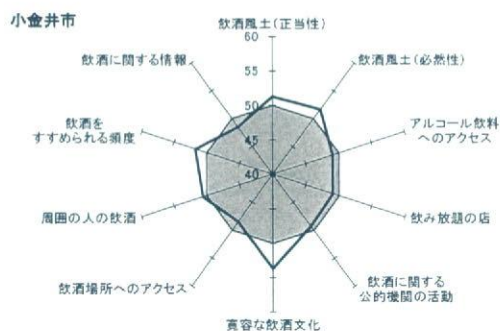 小金井市
飲酒風土(正当性)
飲酒風土(必然性)
アルコール飲料
へのアクセス
飲み放題の店
飲酒に関する
公的機関の活動
寛容な飲酒文化
飲酒場所へのアクセス
周囲の人の飲酒
飲酒を
すすめられる頻度
飲酒に関する情報
60
55
50
45
40